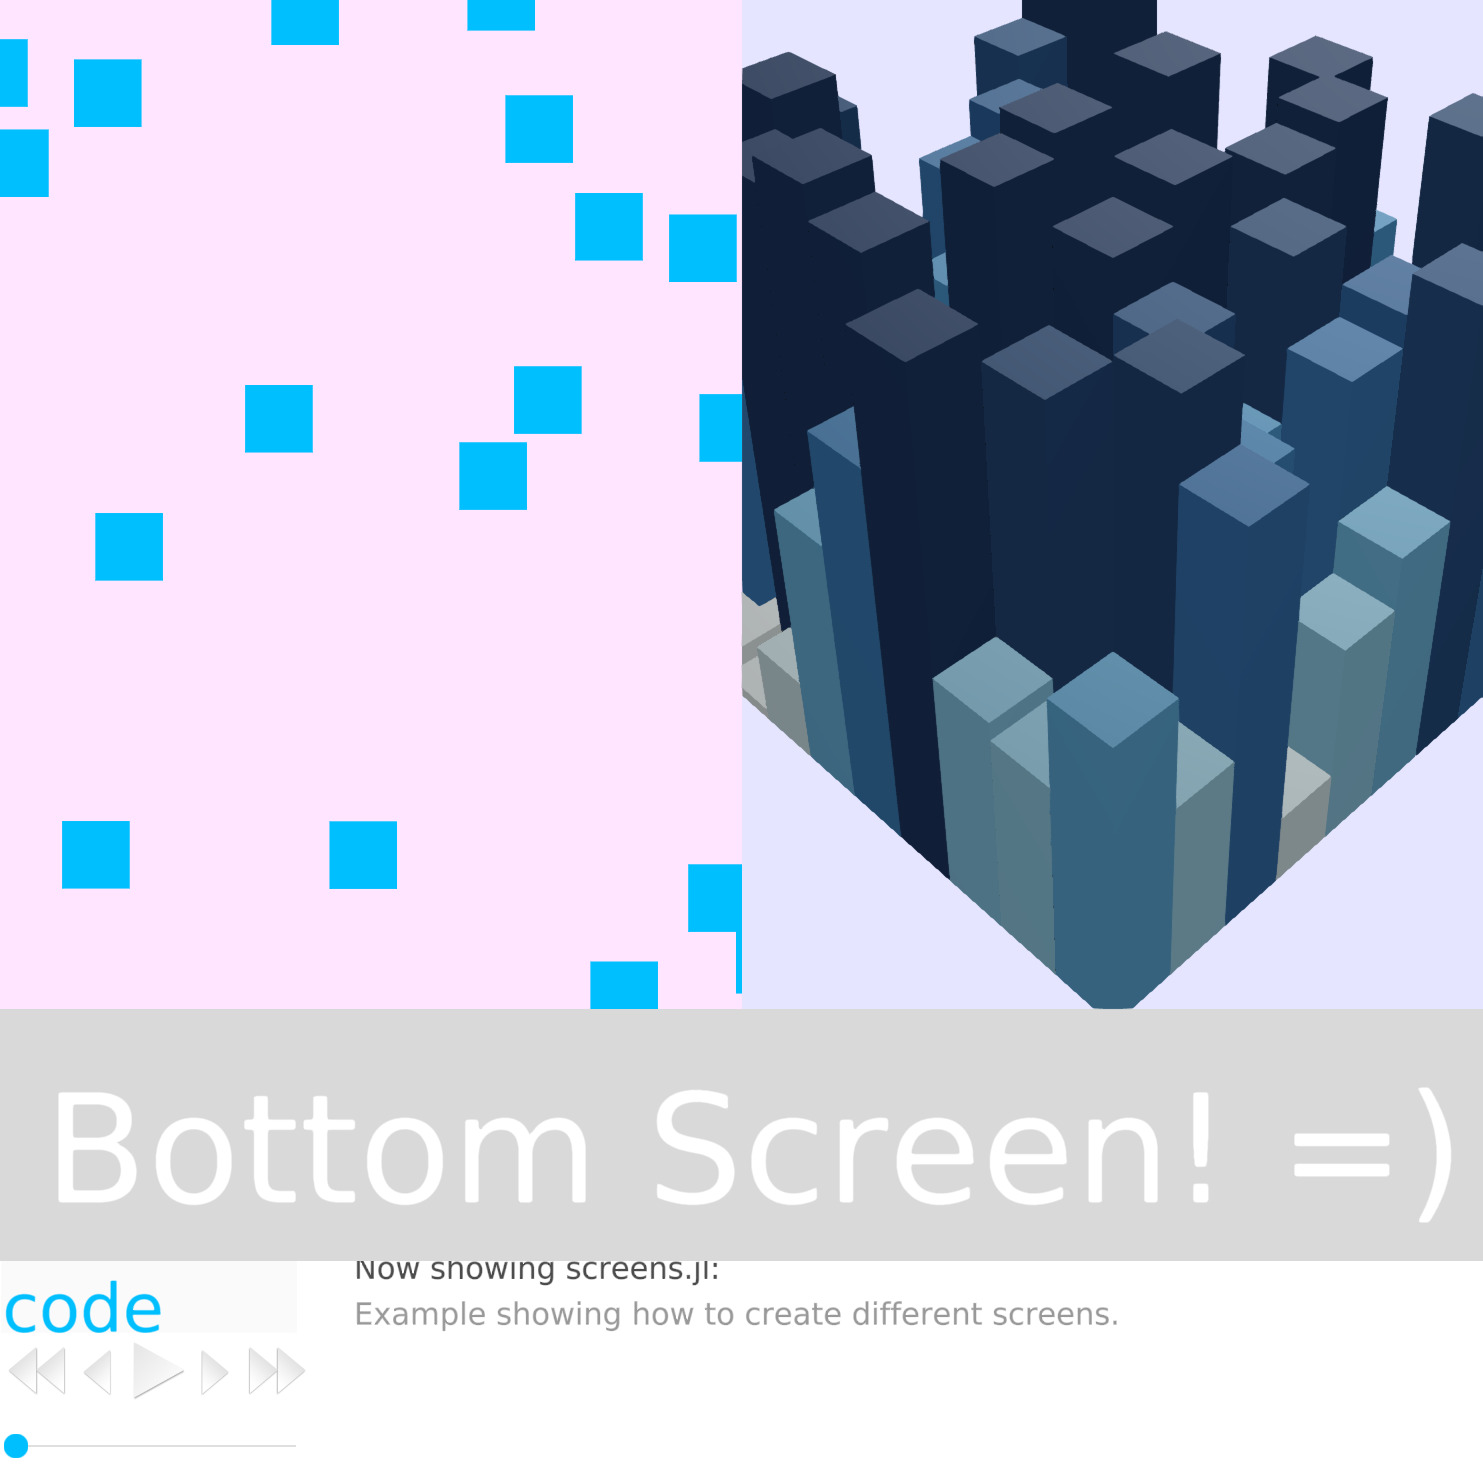 Bottom Screen! =)
Now showing screens.jl:
code
Example showing how to create different screens.